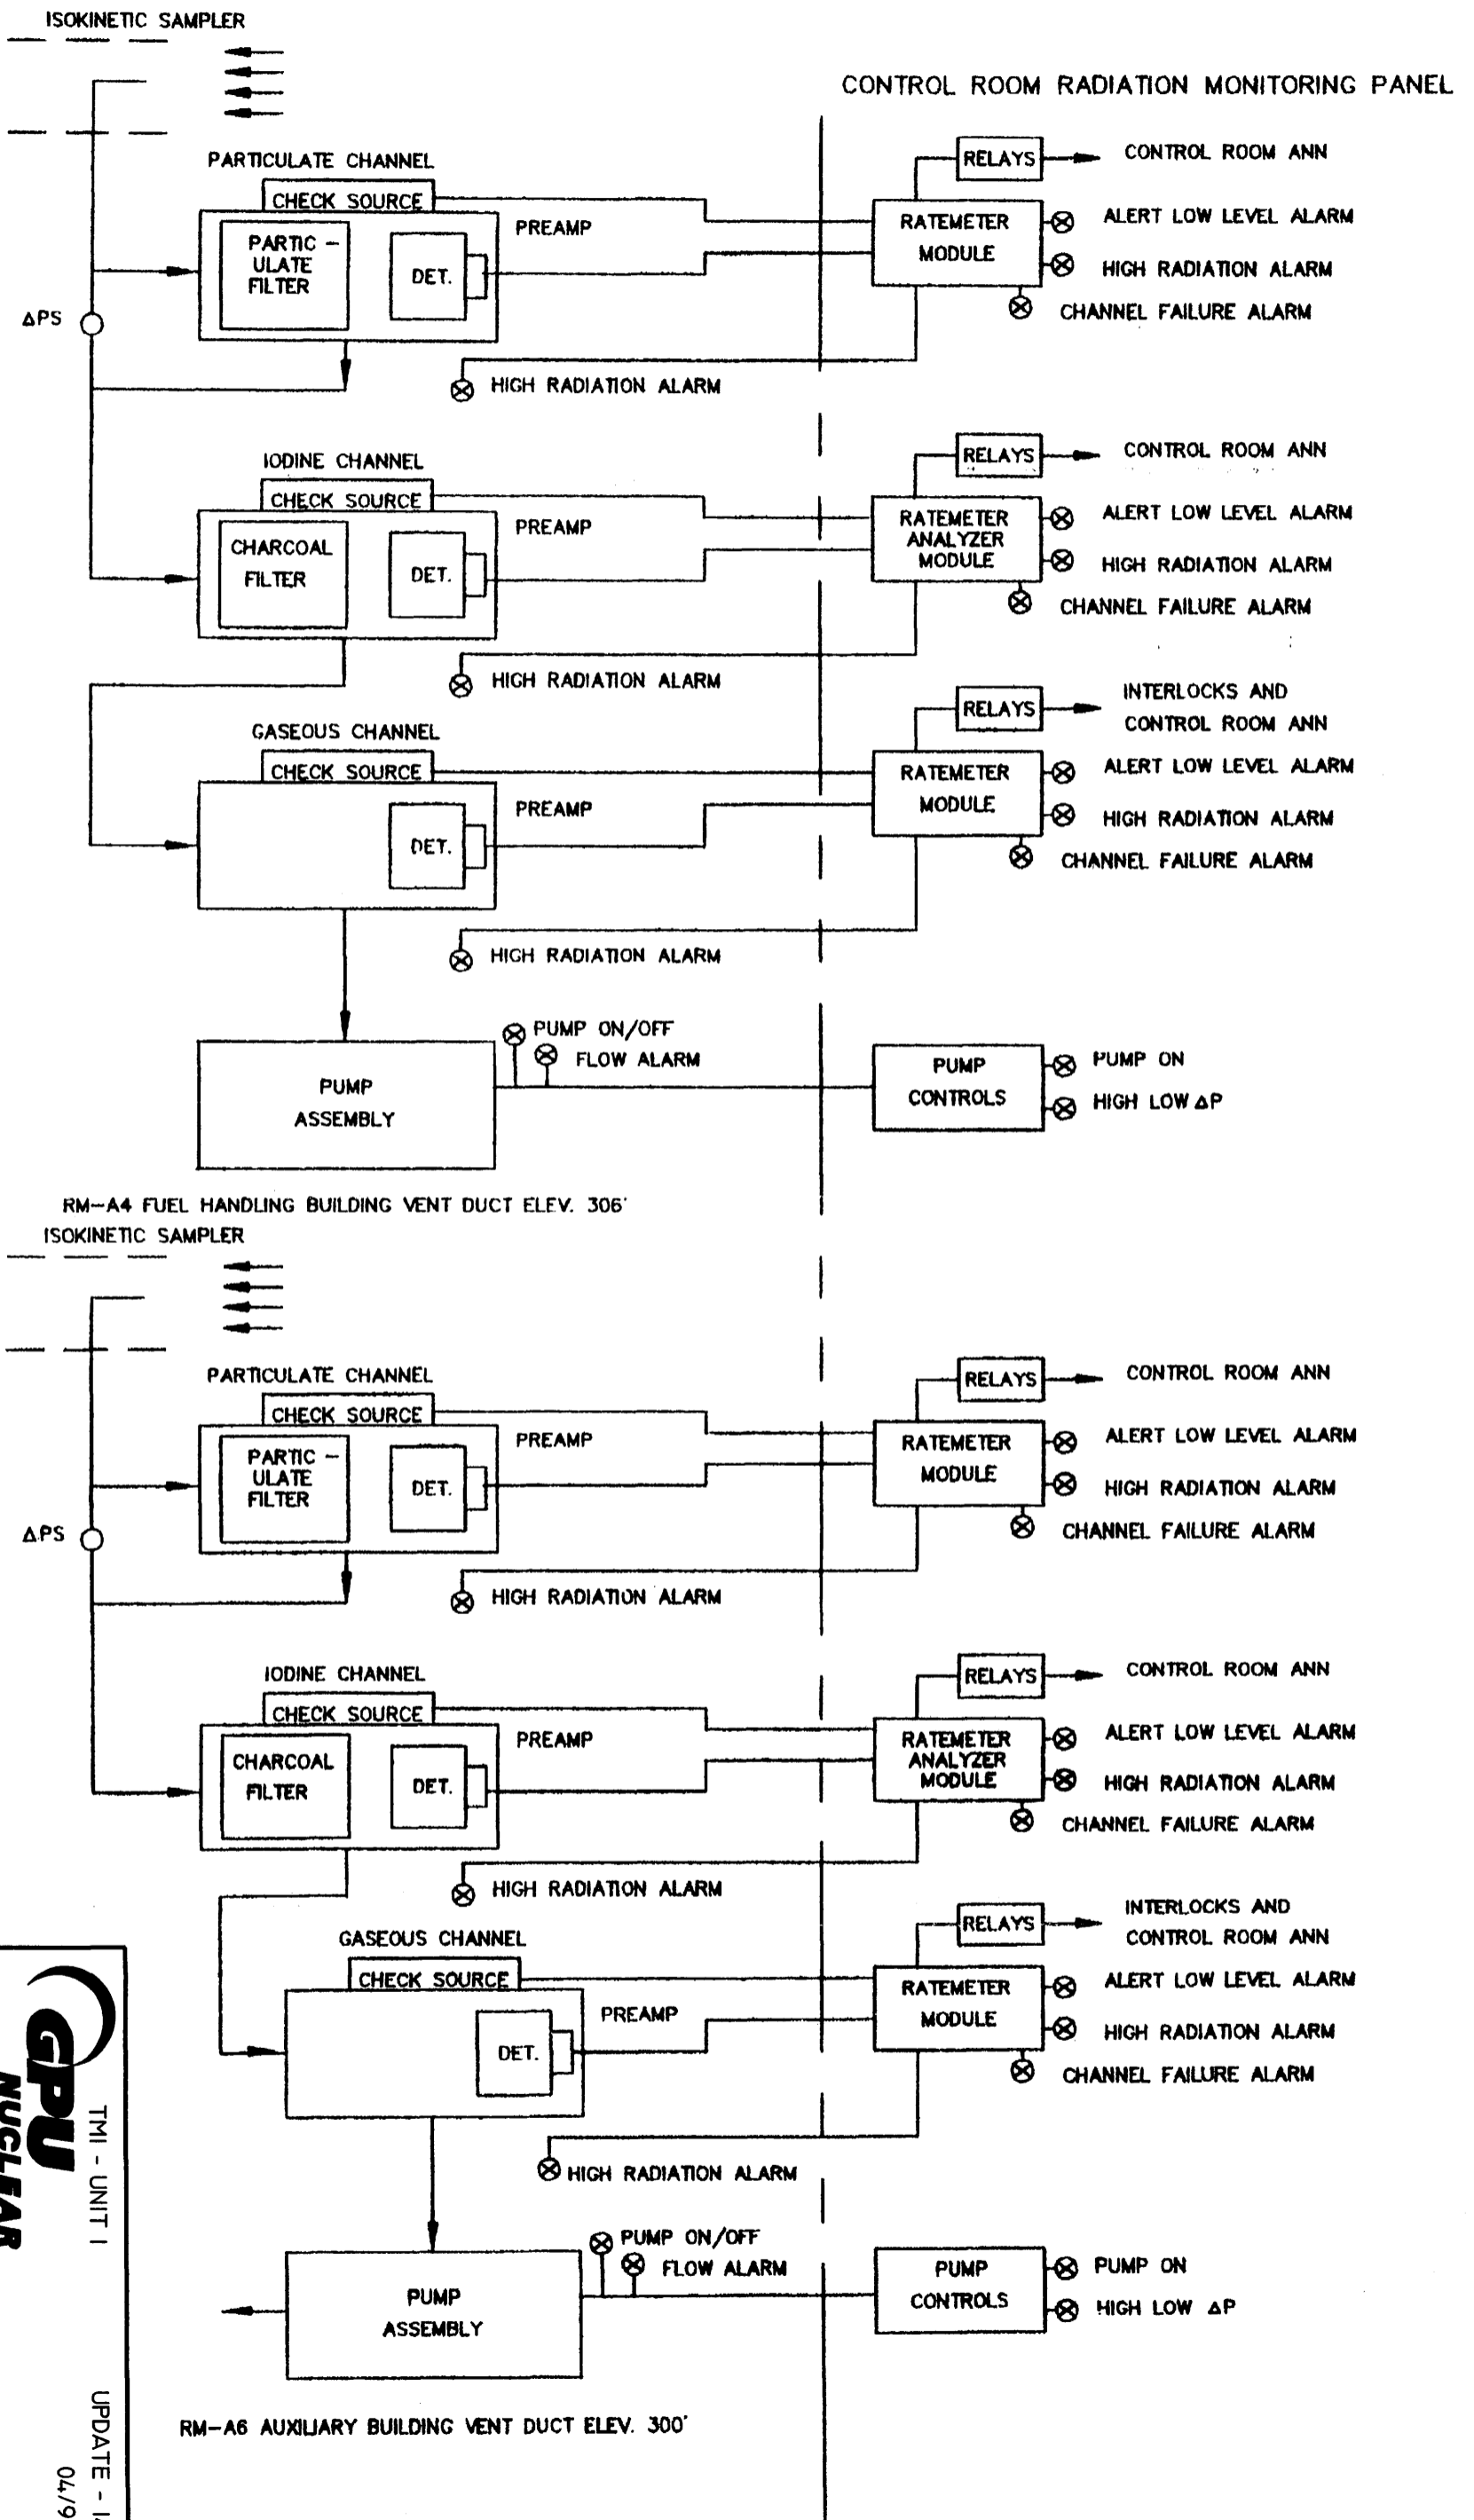 ISOKINETIC SAMPLER
CONTROL ROOM RADIATION MONITORING PANEL
PARTICULATE CHANNEL
CHECK SOURCE
PARTIC -
ULATE
FILTER
DET.
PREAMP
ΔPS
HIGH RADIATION ALARM
RELAYS
CONTROL ROOM ANN
RATEMETER
MODULE
ALERT LOW LEVEL ALARM
HIGH RADIATION ALARM
CHANNEL FAILURE ALARM
IODINE CHANNEL
CHECK SOURCE
CHARCOAL
FILTER
DET.
PREAMP
HIGH RADIATION ALARM
RELAYS
CONTROL ROOM ANN
RATEMETER
ANALYZER
MODULE
ALERT LOW LEVEL ALARM
HIGH RADIATION ALARM
CHANNEL FAILURE ALARM
GASEOUS CHANNEL
CHECK SOURCE
DET.
PREAMP
HIGH RADIATION ALARM
RELAYS
INTERLOCKS AND
CONTROL ROOM ANN
RATEMETER
MODULE
ALERT LOW LEVEL ALARM
HIGH RADIATION ALARM
CHANNEL FAILURE ALARM
PUMP
ASSEMBLY
PUMP ON/OFF
FLOW ALARM
PUMP
CONTROLS
PUMP ON
HIGH LOW ΔP
RM-A4 FUEL HANDLING BUILDING VENT DUCT ELEV. 306'
ISOKINETIC SAMPLER
PARTICULATE CHANNEL
CHECK SOURCE
PARTIC -
ULATE
FILTER
DET.
PREAMP
ΔPS
HIGH RADIATION ALARM
RELAYS
CONTROL ROOM ANN
RATEMETER
MODULE
ALERT LOW LEVEL ALARM
HIGH RADIATION ALARM
CHANNEL FAILURE ALARM
IODINE CHANNEL
CHECK SOURCE
CHARCOAL
FILTER
DET.
PREAMP
HIGH RADIATION ALARM
RELAYS
CONTROL ROOM ANN
RATEMETER
ANALYZER
MODULE
ALERT LOW LEVEL ALARM
HIGH RADIATION ALARM
CHANNEL FAILURE ALARM
GASEOUS CHANNEL
CHECK SOURCE
DET.
PREAMP
HIGH RADIATION ALARM
RELAYS
INTERLOCKS AND
CONTROL ROOM ANN
RATEMETER
MODULE
ALERT LOW LEVEL ALARM
HIGH RADIATION ALARM
CHANNEL FAILURE ALARM
PUMP
ASSEMBLY
PUMP ON/OFF
FLOW ALARM
PUMP
CONTROLS
PUMP ON
HIGH LOW ΔP
RM-A6 AUXILIARY BUILDING VENT DUCT ELEV. 300'
GPU
NUCLEAR
TMI - UNIT I
UPDATE -
04/9